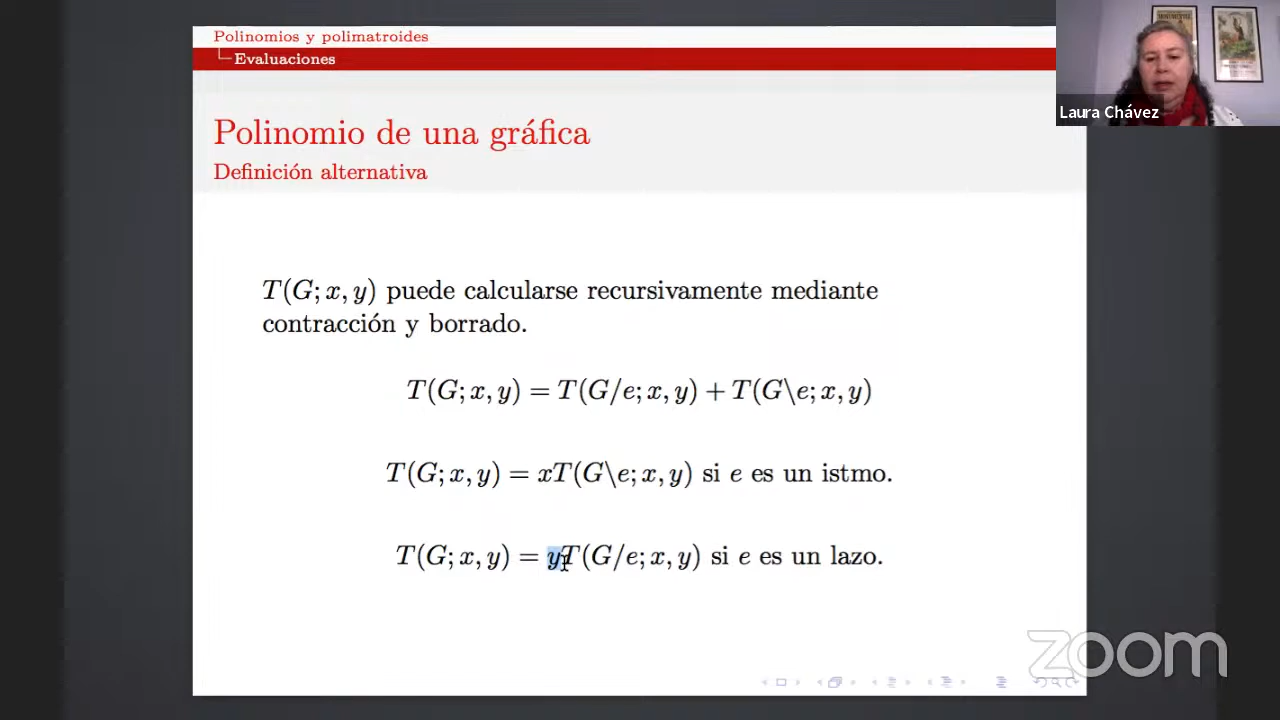 Polinomios y polimatroides
Evaluaciones
Laura Chávez
Polinomio de una gráfica
Definición alternativa
T(G; x, y) puede calcularse recursivamente mediante
contracción y borrado.
T(G; x, y) = T(G/e; x, y) + T(G\e; x, y)
T(G; x, y) = xT(G\e; x, y) si e es un istmo.
T(G; x, y) = yT(G/e; x, y) si e es un lazo.
zoom